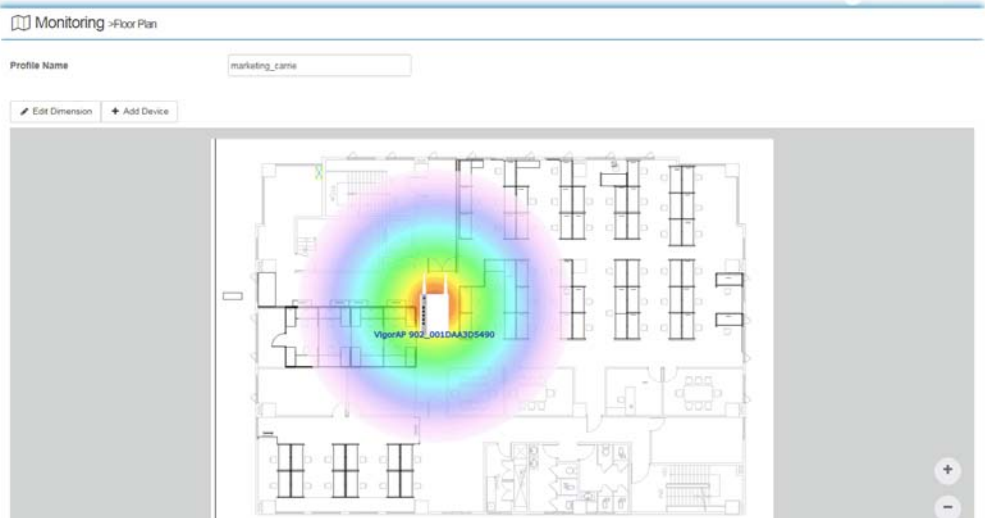 Monitoring >Floor Plan
Profile Name
marketing_carrie
Edit Dimension
+ Add Device
VigorAP 902_001DAA3D5490
+
−